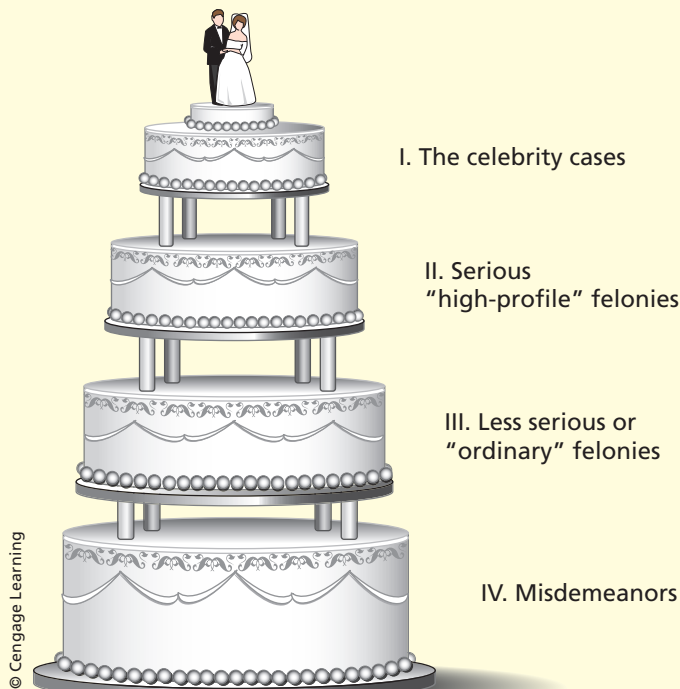 I. The celebrity cases
II. Serious
“high-profile” felonies
III. Less serious or
“ordinary” felonies
IV. Misdemeanors
© Cengage Learning